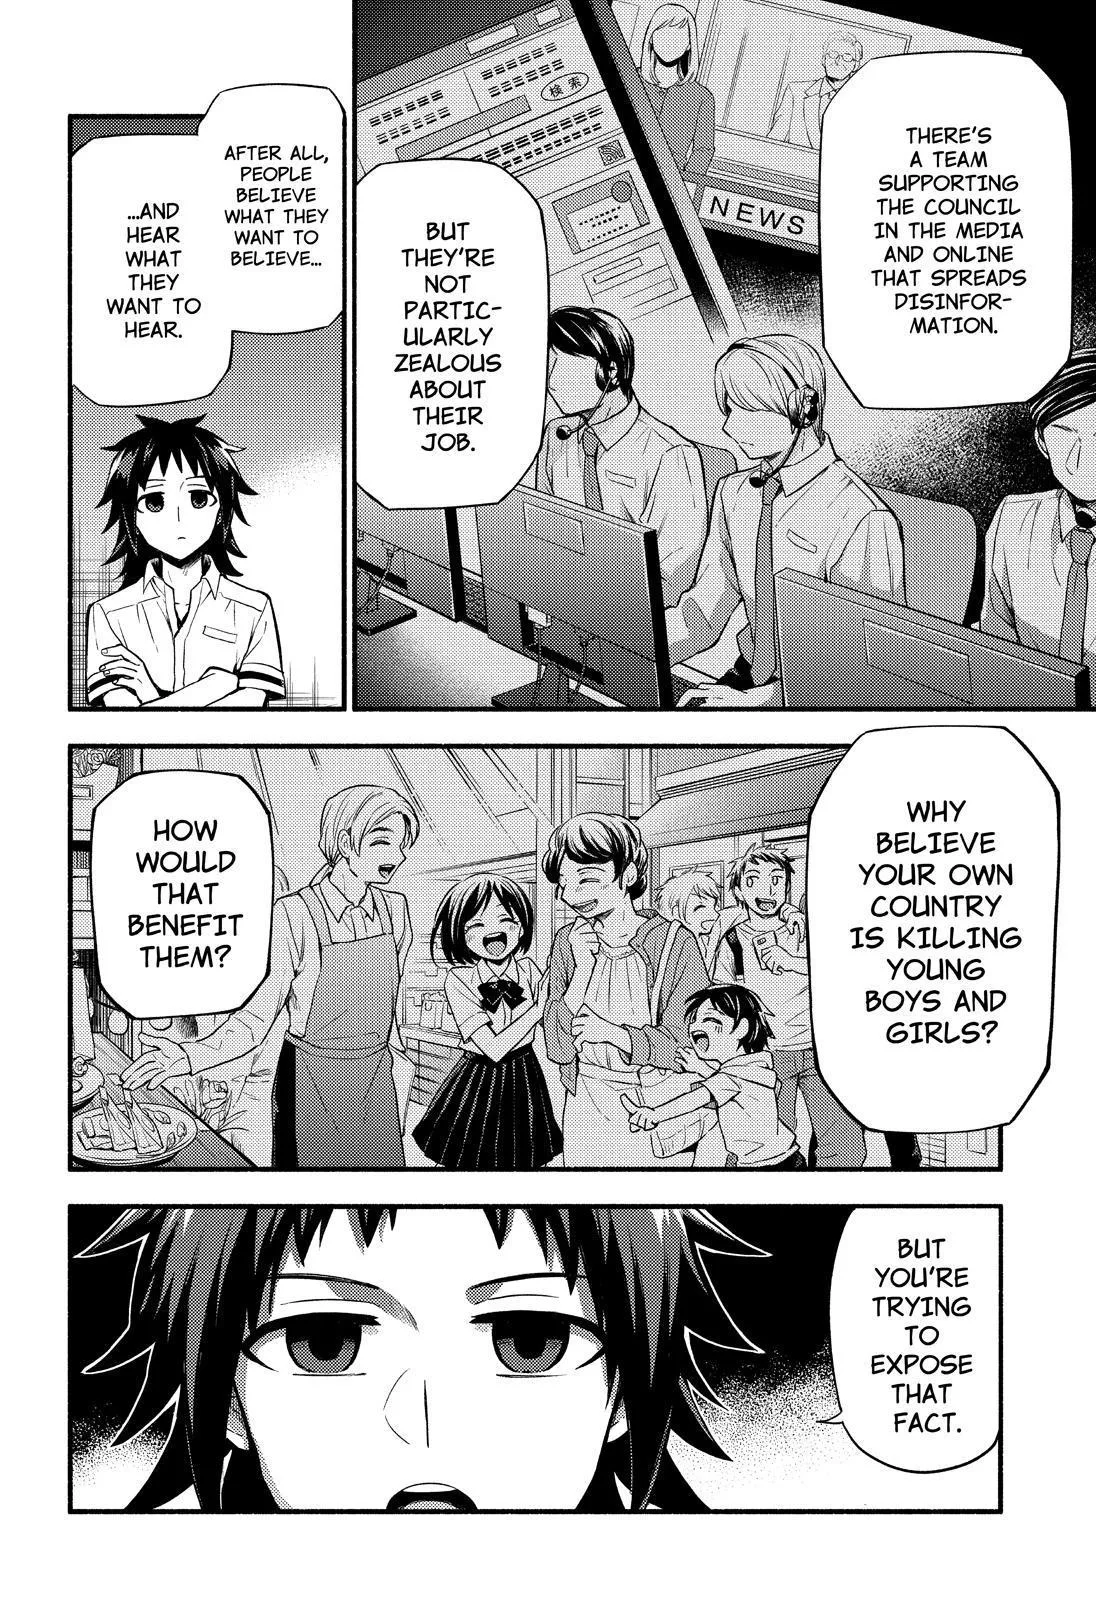 THERE'S
A TEAM
SUPPORTING
THE COUNCIL
IN THE MEDIA
AND ONLINE
THAT SPREADS
DISINFOR-
MATION.
検索
NEWS
BUT
THEY'RE
NOT
PARTIC-
ULARLY
ZEALOUS
ABOUT
THEIR
JOB.
AFTER ALL,
PEOPLE
BELIEVE
WHAT THEY
WANT TO
BELIEVE...
...AND
HEAR
WHAT
THEY
WANT TO
HEAR.
WHY
BELIEVE
YOUR OWN
COUNTRY
IS KILLING
YOUNG
BOYS AND
GIRLS?
HOW
WOULD
THAT
BENEFIT
THEM?
BUT
YOU'RE
TRYING
TO
EXPOSE
THAT
FACT.